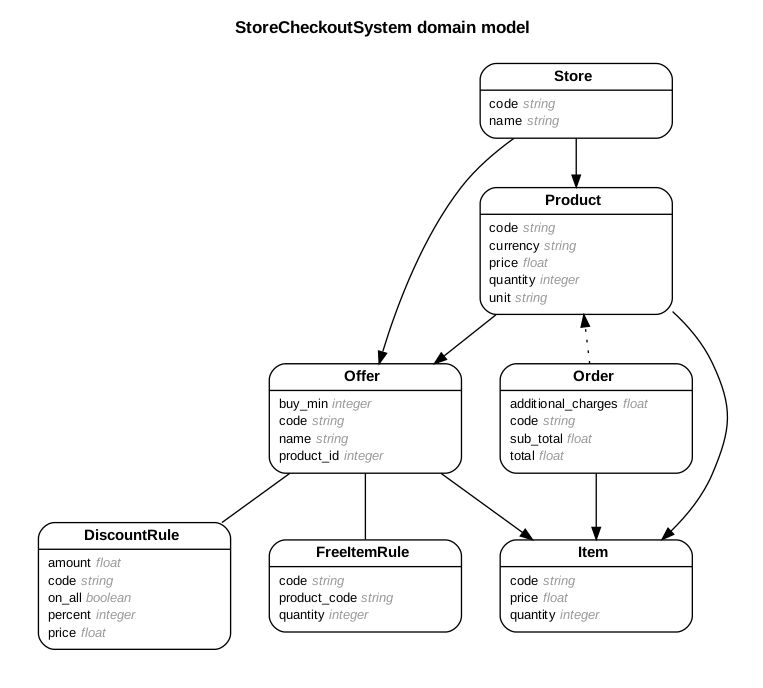 StoreCheckoutSystem domain model
Store
code string
name string
Product
code string
currency string
price float
quantity integer
unit string
Offer
buy_min integer
code string
name string
product_id integer
Order
additional_charges float
code string
sub_total float
total float
DiscountRule
amount float
code string
on_all boolean
percent integer
price float
FreeItemRule
code string
product_code string
quantity integer
Item
code string
price float
quantity integer